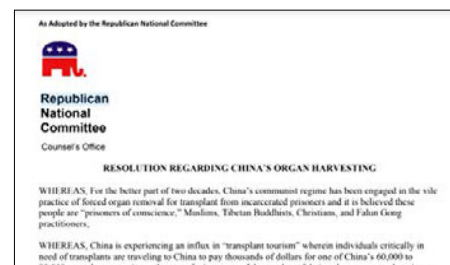 As Adopted by the Republican National Committee
Republican
National
Committee
Counsel's Office
RESOLUTION REGARDING CHINA'S ORGAN HARVESTING
WHEREAS, For the better part of two decades, China's communist regime has been engaged in the vile
practice of forced organ removal for transplant from incarcerated prisoners and it is believed these
people are "prisoners of conscience," Muslims, Tibetan Buddhists, Christians, and Falun Gong
practitioners,
WHEREAS, China is experiencing an influx in "transplant tourism" wherein individuals critically in
need of transplants are traveling to China to pay thousands of dollars for one of China's 60,000 to